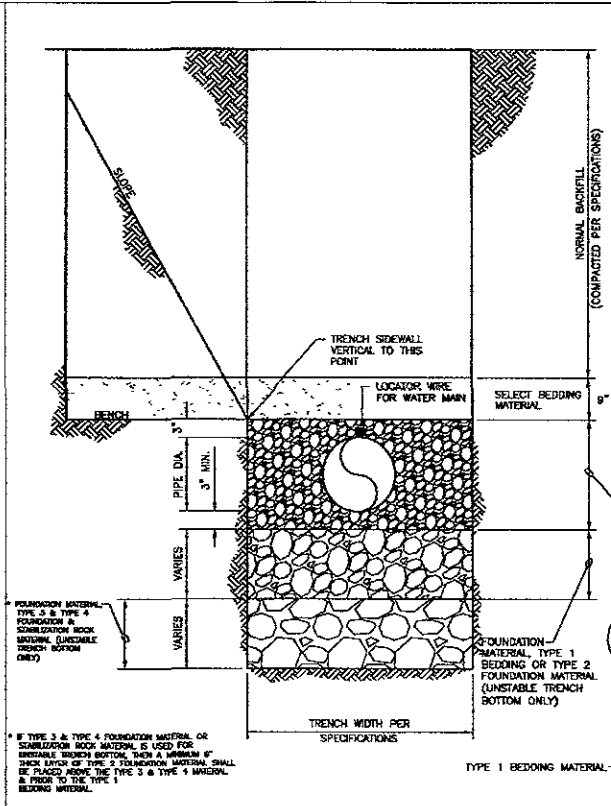 SLOPE
NORMAL BACKFILL
(COMPACTED PER SPECIFICATIONS)
TRENCH SIDEWALL
VERTICAL TO THIS
POINT
LOCATOR WIRE
FOR WATER MAIN
SELECT BEDDING
MATERIAL
9"
BENCH
3"
PIPE DIA.
3" MIN.
VARIES
VARIES
* FOUNDATION MATERIAL,
TYPE 3 & TYPE 4
FOUNDATION &
STABILIZATION ROCK
MATERIAL (UNSTABLE
TRENCH BOTTOM
ONLY)
FOUNDATION
MATERIAL, TYPE 1
BEDDING OR TYPE 2
FOUNDATION MATERIAL
(UNSTABLE TRENCH
BOTTOM ONLY)
TRENCH WIDTH PER
SPECIFICATIONS
* IF TYPE 3 & TYPE 4 FOUNDATION MATERIAL OR
STABILIZATION ROCK MATERIAL IS USED FOR
UNSTABLE TRENCH BOTTOM, THEN A MINIMUM 6"
THICK LAYER OF TYPE 2 FOUNDATION MATERIAL SHALL
BE PLACED ABOVE THE TYPE 3 & TYPE 4 MATERIAL
& PRIOR TO THE TYPE 1
BEDDING MATERIAL.
TYPE 1 BEDDING MATERIAL